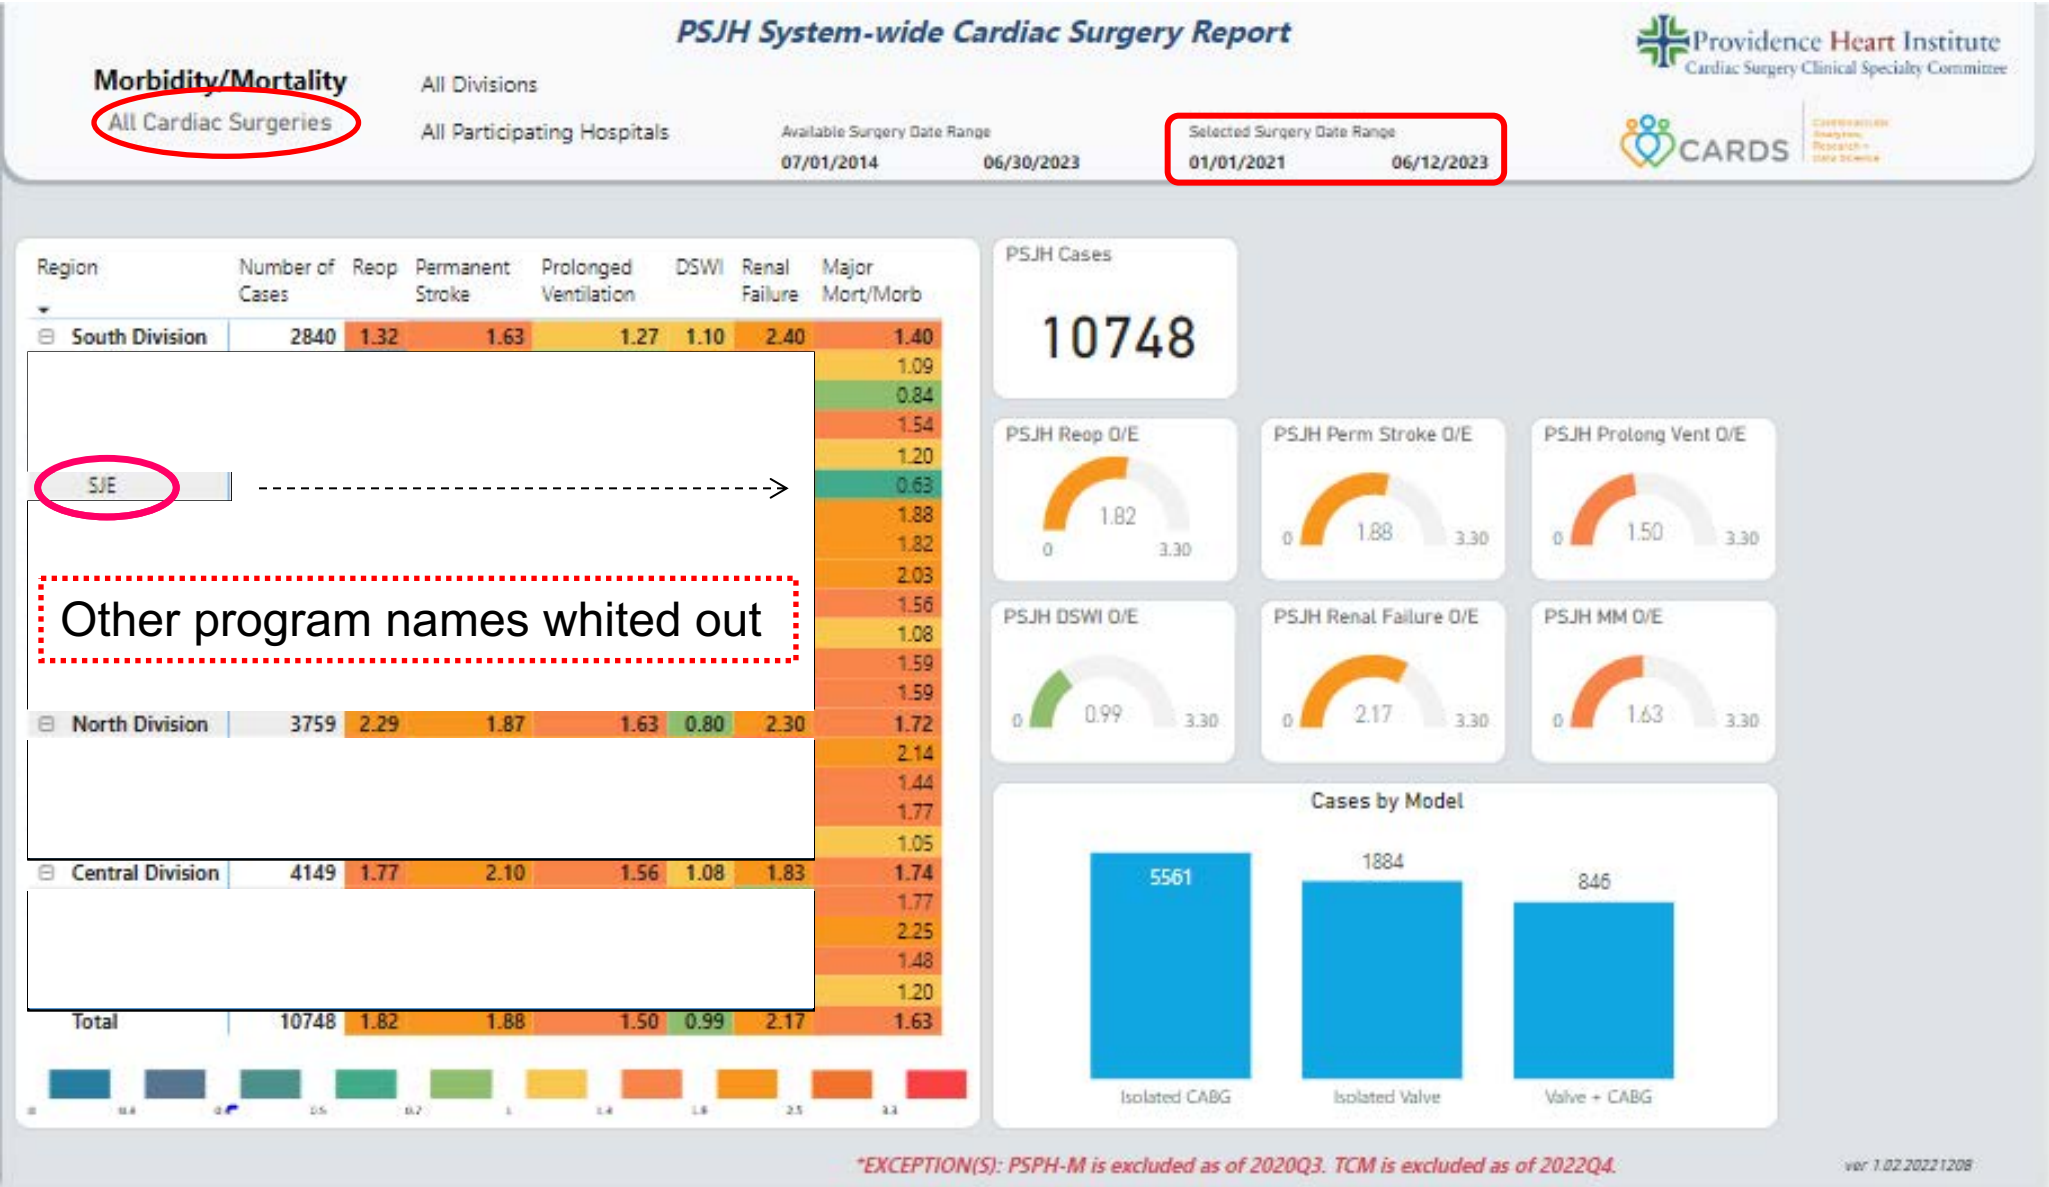 PSJH System-wide Cardiac Surgery Report
Providence Heart Institute
Cardiac Surgery Clinical Specialty Committee
Morbidity/Mortality
All Divisions
All Cardiac Surgeries
All Participating Hospitals
Available Surgery Date Range
07/01/2014 06/30/2023
Selected Surgery Date Range
01/01/2021 06/12/2023
CARDS
Region Number of Cases Reop Permanent Stroke Prolonged Ventilation DSWI Renal Failure Major Mort/Morb
South Division 2840 1.32 1.63 1.27 1.10 2.40 1.40
1.09
0.84
1.54
1.20
SJE 0.63
1.88
1.82
2.03
Other program names whited out
1.56
1.08
1.59
1.59
North Division 3759 2.29 1.87 1.63 0.80 2.30 1.72
2.14
1.44
1.77
1.05
Central Division 4149 1.77 2.10 1.56 1.08 1.83 1.74
1.77
2.25
1.48
1.20
Total 10748 1.82 1.88 1.50 0.99 2.17 1.63
PSJH Cases
10748
PSJH Reop O/E
1.82
0 3.30
PSJH Perm Stroke O/E
1.88
0 3.30
PSJH Prolong Vent O/E
1.50
0 3.30
PSJH DSWI O/E
0.99
0 3.30
PSJH Renal Failure O/E
2.17
0 3.30
PSJH MM O/E
1.63
0 3.30
Cases by Model
5561 1884 846
Isolated CABG Isolated Valve Valve + CABG
*EXCEPTION(S): PSPH-M is excluded as of 2020Q3. TCM is excluded as of 2022Q4.
ver 1.02.20221208